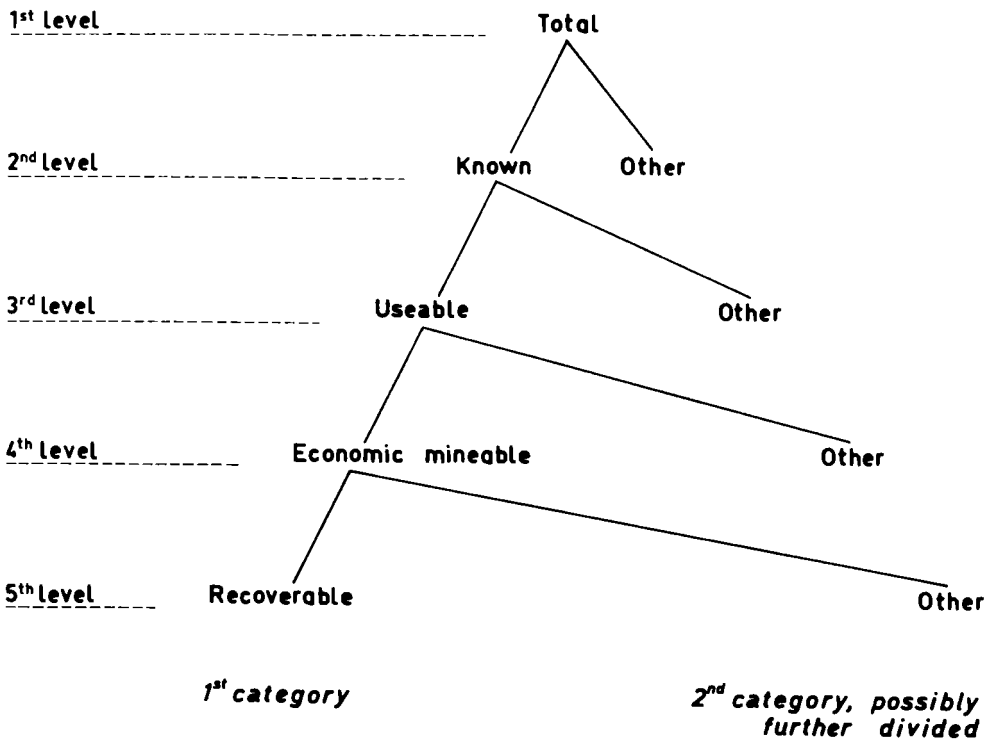 1st level Total
2nd level Known Other
3rd level Useable Other
4th level Economic mineable Other
5th level Recoverable Other
1st category 2nd category, possibly
further divided